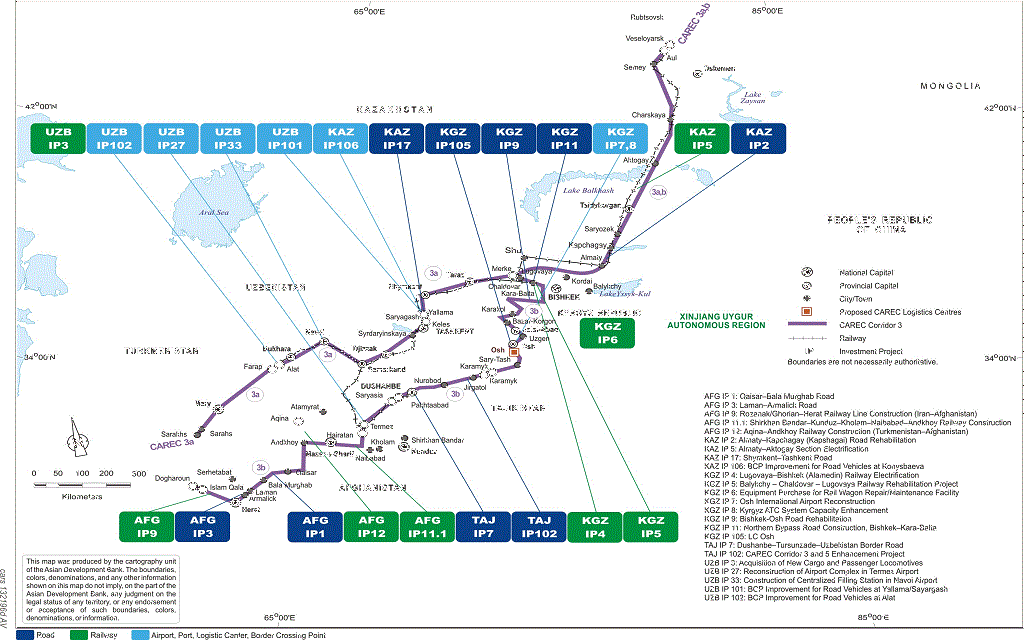 65°00'E
85°00'E
Rubtsovsk
CAREC 3a,b
Veseloyarsk
Aul
Semey
MONGOLIA
Lake
Zaysan
42°00'N
KAZAKHSTAN
42°00'N
Charskaya
UZB
IP3
UZB
IP102
UZB
IP27
UZB
IP33
UZB
IP101
KAZ
IP106
KAZ
IP17
KGZ
IP105
KGZ
IP9
KGZ
IP11
KGZ
IP7,8
KAZ
IP5
KAZ
IP2
Aktogay
Lake Balkhash
3a,b
Aral Sea
Taldykorgan
Saryozek
PEOPLE'S REPUBLIC
OF CHINA
Kapchagay
Shu
Almaty
Merke
Lugovaya
3a
Taraz
Chaldovar
Kordai
Kara-Balta
Balykchy
BISHKEK
Lake Yssyk-Kul
UZBEKISTAN
Yallama
Saryagash
Keles
3b
Karakol
Bazar-Korgon
Uzgen
Syrdaryinskaya
TASHKENT
KGZ
IP6
XINJIANG UYGUR
AUTONOMOUS REGION
National Capital
Provincial Capital
City/Town
Proposed CAREC Logistics Centres
CAREC Corridor 3
Railway
Investment Project
Boundaries are not necessarily authoritative.
34°00'N
34°00'N
TURKMENISTAN
Bukhara
3a
Osh
Sary-Tash
Karamyk
Karamyk
Farap
Alat
Samarkand
DUSHANBE
Nurobod
Jirgatol
Saryasia
Pakhtaabad
3b
TAJIKISTAN
3a
Mary
Atamyrat
Aqina
Termez
CAREC 3a
Sarahs
Sarahs
Andkhoy
Hairatan
Kholam
Shirkhan Bandar
Naibabad
Kunduz
0 50 100 200 300
Kilometers
3b
Serhetabat
Dogharoun
Islam Qala
Qaisar
Bala Murghab
Laman
Armalick
Herat
AFGHANISTAN
AFG
IP9
AFG
IP3
AFG
IP1
AFG
IP12
AFG
IP11.1
TAJ
IP7
TAJ
IP102
KGZ
IP4
KGZ
IP5
AFG IP 1: Qaisar–Bala Murghab Road
AFG IP 3: Laman–Armalick Road
AFG IP 9: Rozanak/Ghorian–Herat Railway Line Construction (Iran–Afghanistan)
AFG IP 11.1: Shirkhan Bandar–Kunduz–Kholam–Naibabad–Andkhoy Railway Construction
AFG IP 12: Aqina–Andkhoy Railway Construction (Turkmenistan–Afghanistan)
KAZ IP 2: Almaty–Kapchagay (Kapshagai) Road Rehabilitation
KAZ IP 5: Almaty–Aktogay Section Electrification
KAZ IP 17: Shymkent–Tashkent Road
KAZ IP 106: BCP Improvement for Road Vehicles at Konysbaeva
KGZ IP 4: Lugovaya–Bishkek (Alamedin) Railway Electrification
KGZ IP 5: Balykchy – Chaldovar – Lugovaya Railway Rehabilitation Project
KGZ IP 6: Equipment Purchase for Rail Wagon Repair/Maintenance Facility
KGZ IP 7: Osh International Airport Reconstruction
KGZ IP 8: Kyrgyz ATC System Capacity Enhancement
KGZ IP 9: Bishkek-Osh Road Rehabilitation
KGZ IP 11: Northern Bypass Road Construction, Bishkek–Kara-Balta
KGZ IP 105: LC Osh
TAJ IP 7: Dushanbe–Tursunzade–Uzbekistan Border Road
TAJ IP 102: CAREC Corridor 3 and 5 Enhancement Project
UZB IP 3: Acquisition of New Cargo and Passenger Locomotives
UZB IP 27: Reconstruction of Airport Complex in Termez Airport
UZB IP 33: Construction of Centralized Filling Station in Navoi Airport
UZB IP 101: BCP Improvement for Road Vehicles at Yallama/Sayargash
UZB IP 102: BCP Improvement for Road Vehicles at Alat
This map was produced by the cartography unit
of the Asian Development Bank. The boundaries,
colors, denominations, and any other information
shown on this map do not imply, on the part of the
Asian Development Bank, any judgment on the
legal status of any territory, or any endorsement
or acceptance of such boundaries, colors,
denominations, or information.
65°00'E
85°00'E
Road
Railway
Airport, Port, Logistic Center, Border Crossing Point